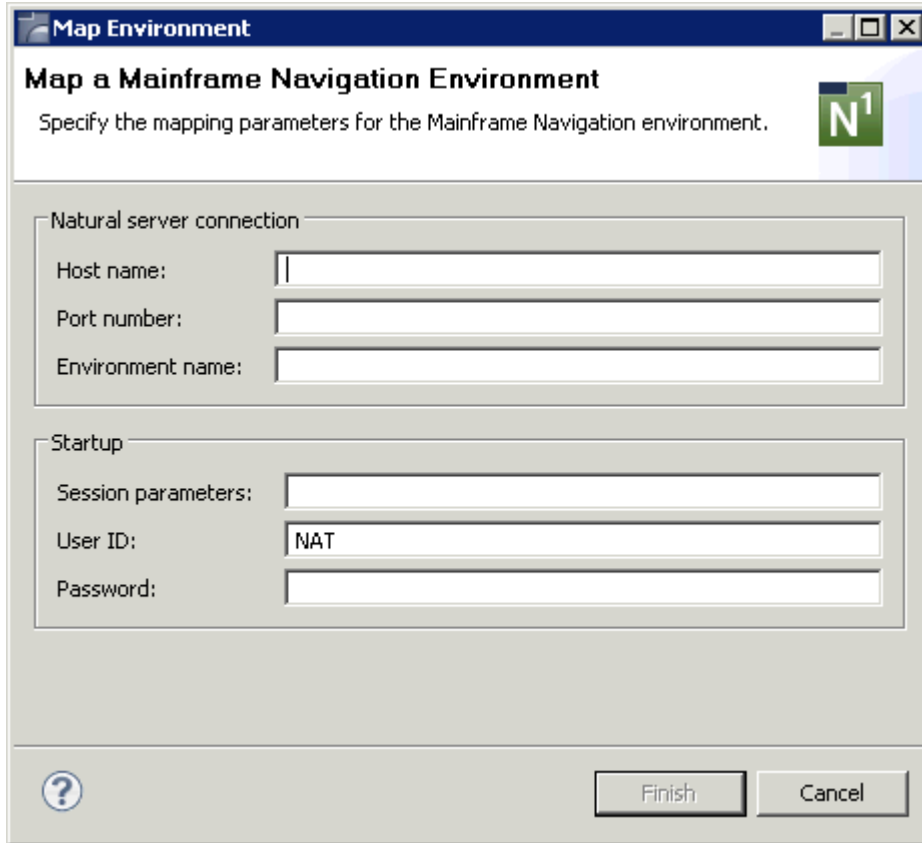 Map Environment
Map a Mainframe Navigation Environment
Specify the mapping parameters for the Mainframe Navigation environment.
N1
Natural server connection
Host name:
Port number:
Environment name:
Startup
Session parameters:
User ID: NAT
Password:
?
Finish Cancel